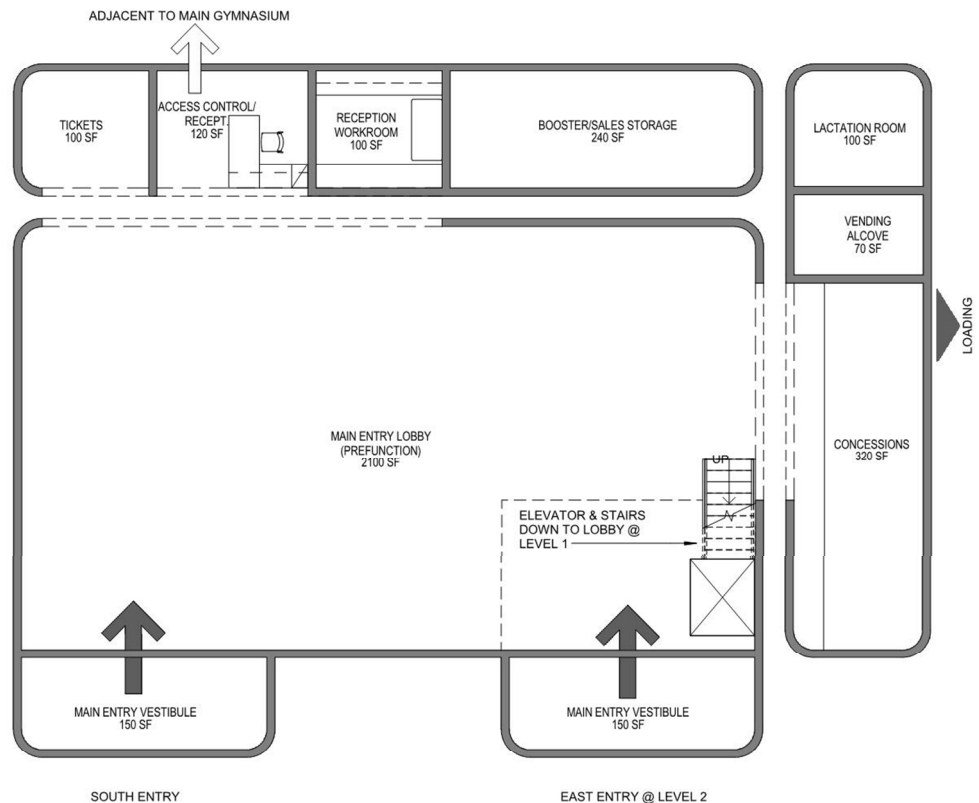 ADJACENT TO MAIN GYMNASIUM
TICKETS
100 SF
ACCESS CONTROL/
RECEPT.
120 SF
RECEPTION
WORKROOM
100 SF
BOOSTER/SALES STORAGE
240 SF
LACTATION ROOM
100 SF
VENDING
ALCOVE
70 SF
LOADING
MAIN ENTRY LOBBY
(PREFUNCTION)
2100 SF
CONCESSIONS
320 SF
UP
ELEVATOR & STAIRS
DOWN TO LOBBY @
LEVEL 1
MAIN ENTRY VESTIBULE
150 SF
MAIN ENTRY VESTIBULE
150 SF
SOUTH ENTRY
EAST ENTRY @ LEVEL 2